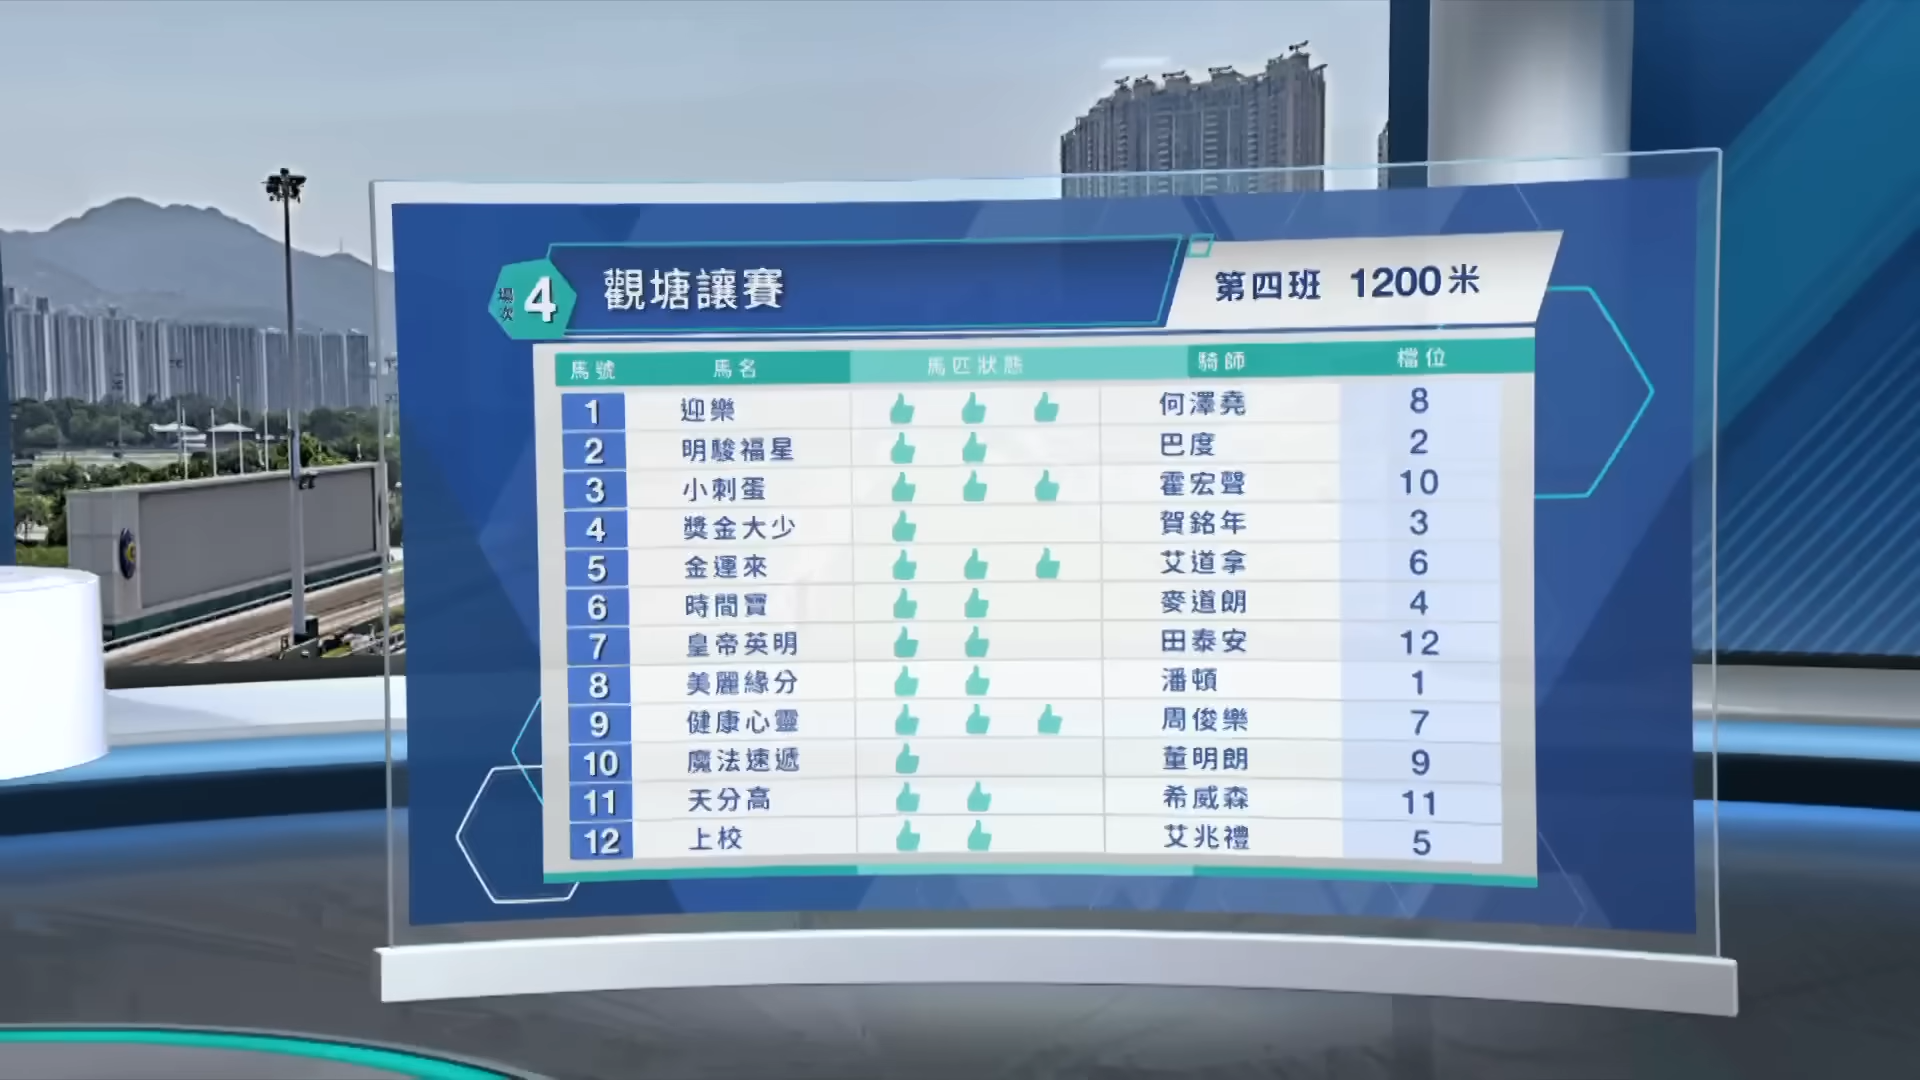 場次 4 觀塘讓賽 第四班 1200米
馬號 馬名 馬匹狀態 騎師 檔位
1 迎樂 何澤堯 8
2 明駿福星 巴度 2
3 小刺蛋 霍宏聲 10
4 獎金大少 賀銘年 3
5 金運來 艾道拿 6
6 時間寶 麥道朗 4
7 皇帝英明 田泰安 12
8 美麗緣分 潘頓 1
9 健康心靈 周俊樂 7
10 魔法速遞 董明朗 9
11 天分高 希威森 11
12 上校 艾兆禮 5